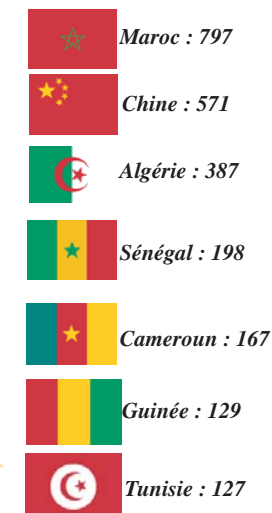 Maroc : 797
Chine : 571
Algérie : 387
Sénégal : 198
Cameroun : 167
Guinée : 129
Tunisie : 127